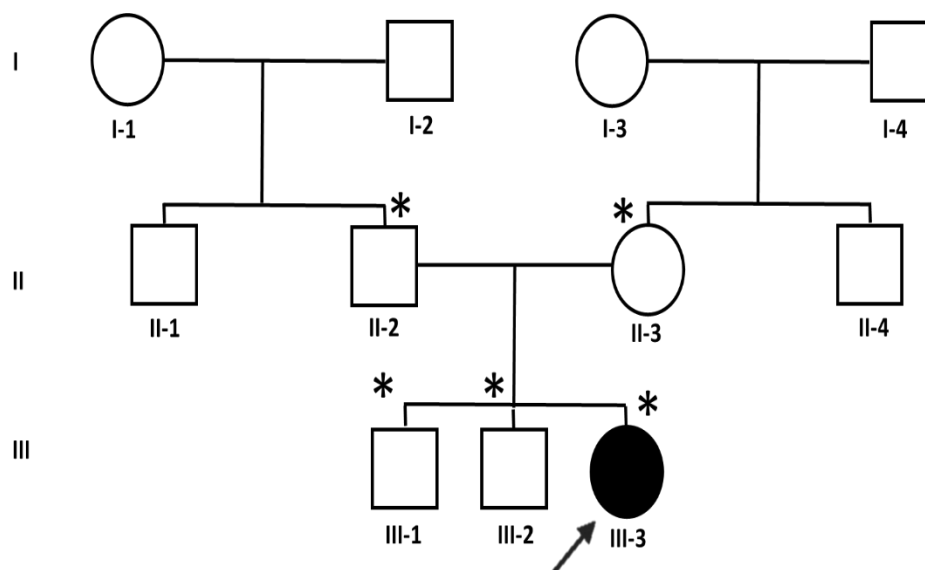 I
I-1 I-2 I-3 I-4
* *
II
II-1 II-2 II-3 II-4
* * *
III
III-1 III-2 III-3